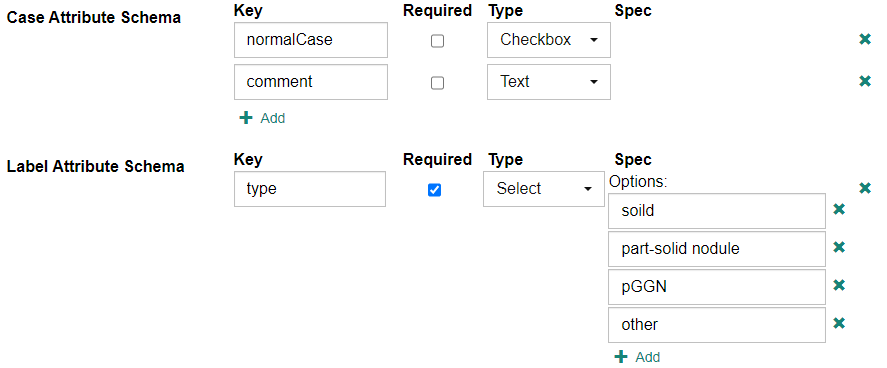 Case Attribute Schema Key Required Type Spec
normalCase Checkbox
comment Text
Add
Label Attribute Schema Key Required Type Spec
type Select Options:
soild
part-solid nodule
pGGN
other
Add